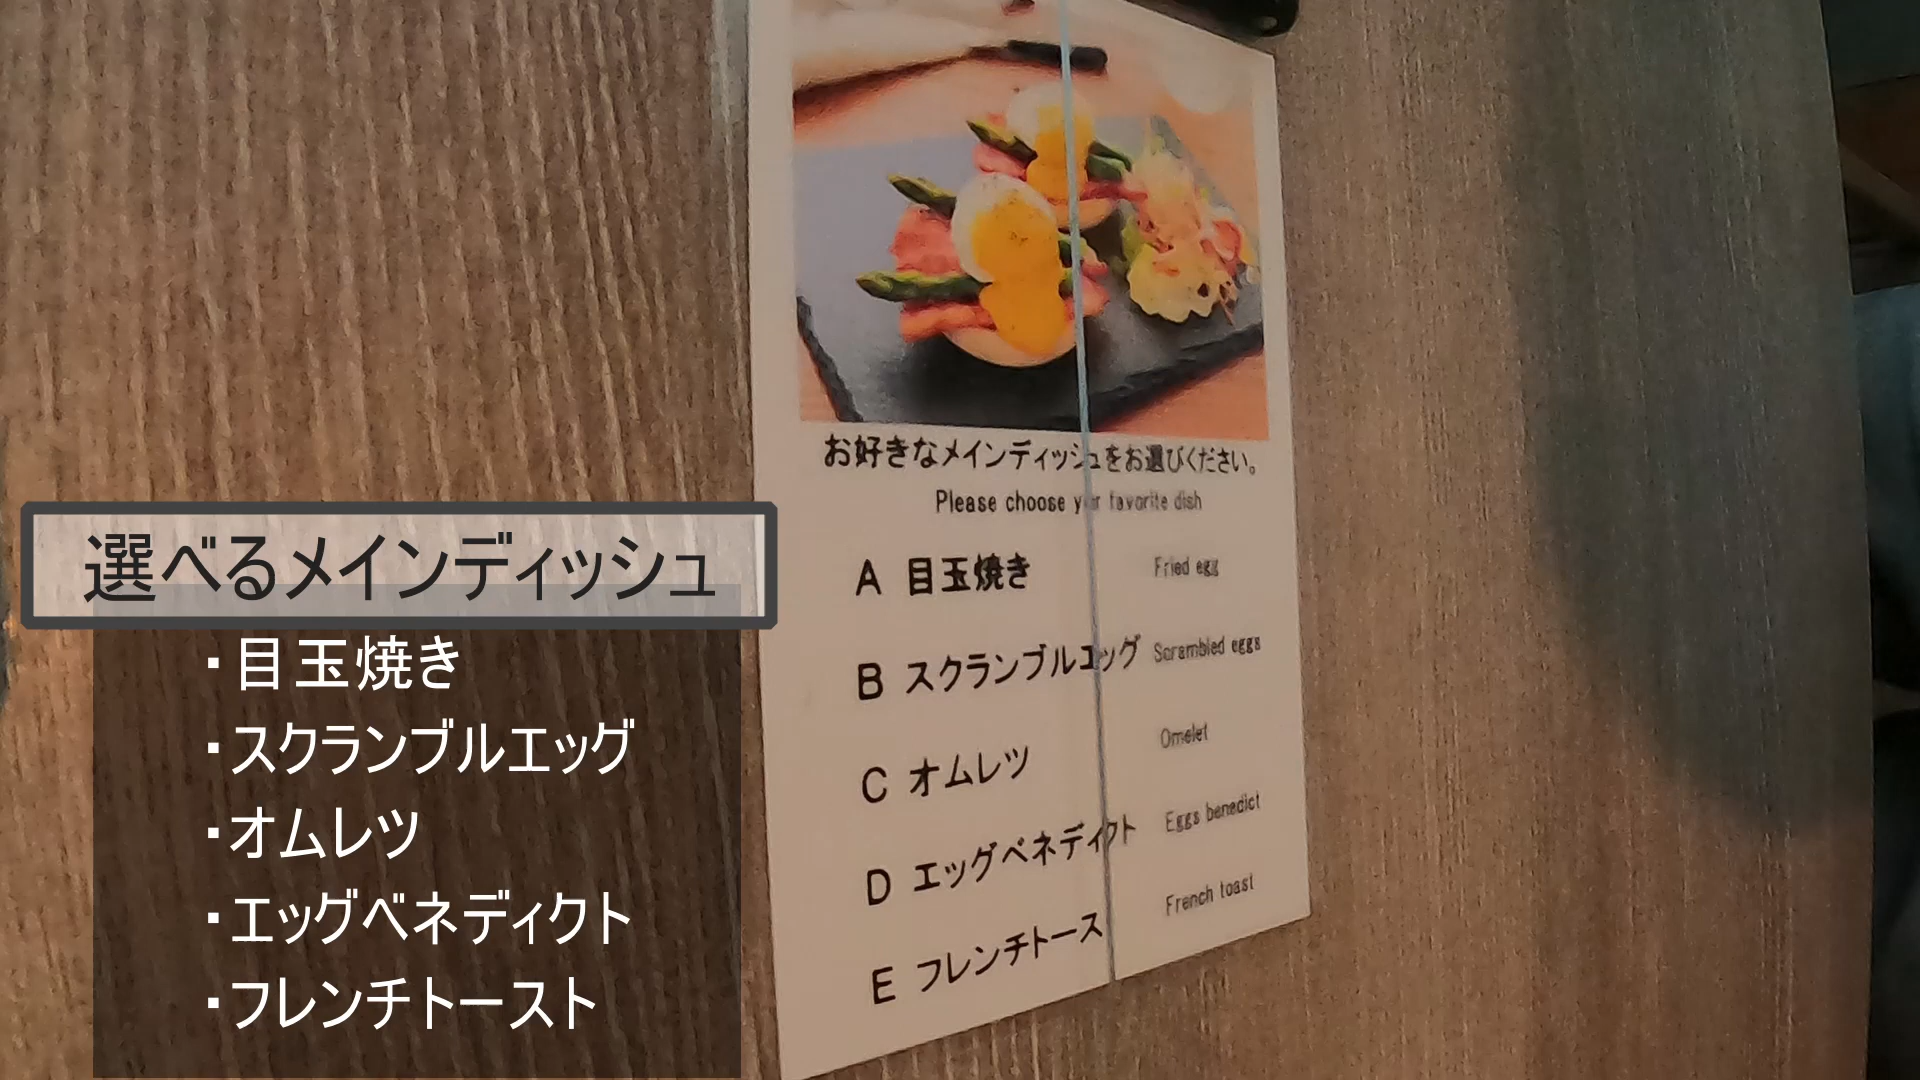 選べるメインディッシュ
・目玉焼き
・スクランブルエッグ
・オムレツ
・エッグベネディクト
・フレンチトースト
お好きなメインディッシュをお選びください。
Please choose your favorite dish
A 目玉焼き Fried egg
B スクランブルエッグ Scrambled eggs
C オムレツ Omelet
D エッグベネディクト Eggs benedict
E フレンチトース French toast